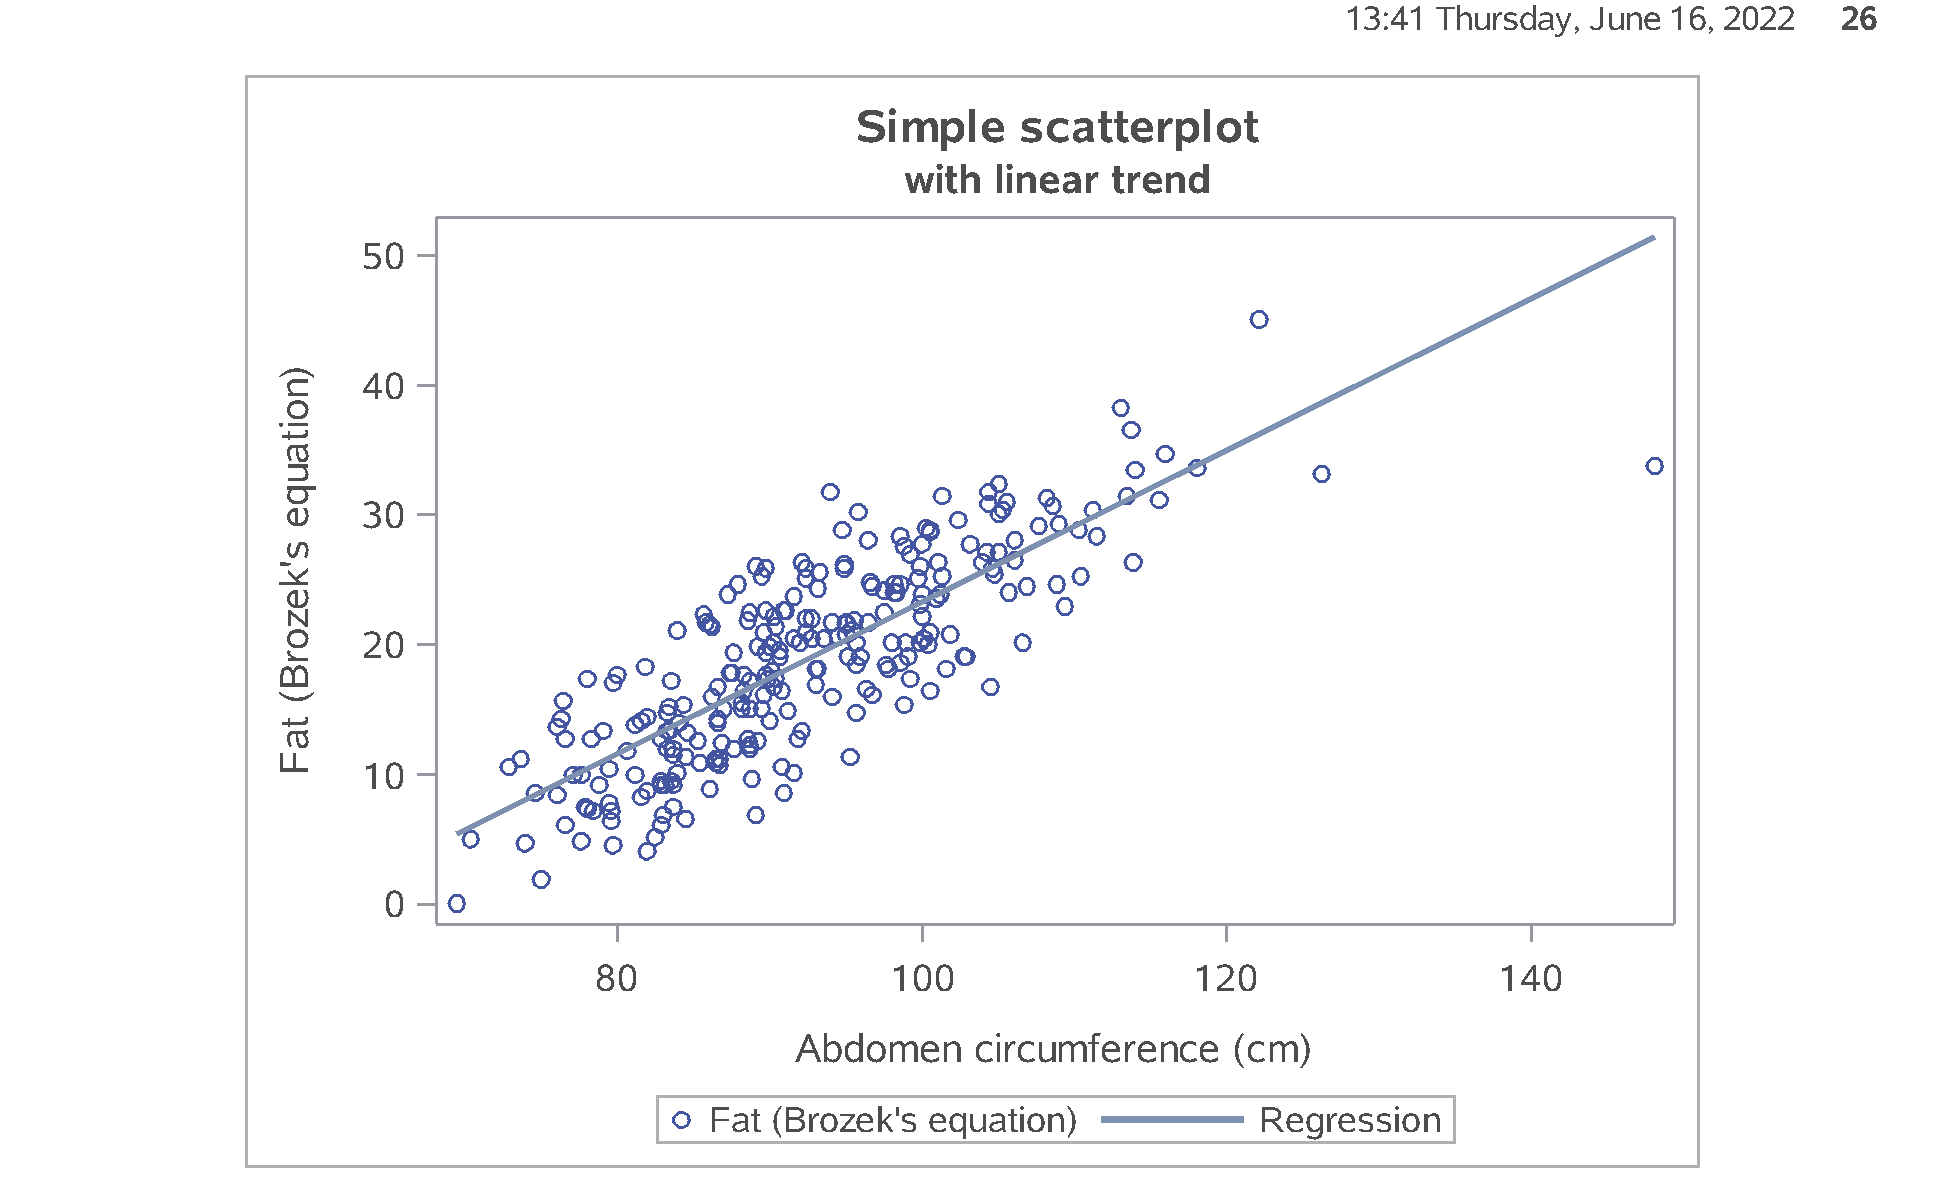 13:41 Thursday, June 16, 2022 26
Simple scatterplot
with linear trend
50
40
30
20
10
0
Fat (Brozek's equation)
80 100 120 140
Abdomen circumference (cm)
Fat (Brozek's equation) Regression